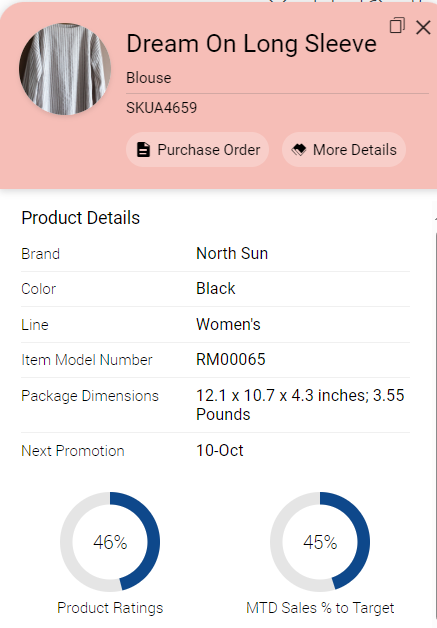 Dream On Long Sleeve
Blouse
SKUA4659
Purchase Order
More Details
Product Details
Brand North Sun
Color Black
Line Women's
Item Model Number RM00065
Package Dimensions 12.1 x 10.7 x 4.3 inches; 3.55
Pounds
Next Promotion 10-Oct
46% 45%
Product Ratings MTD Sales % to Target